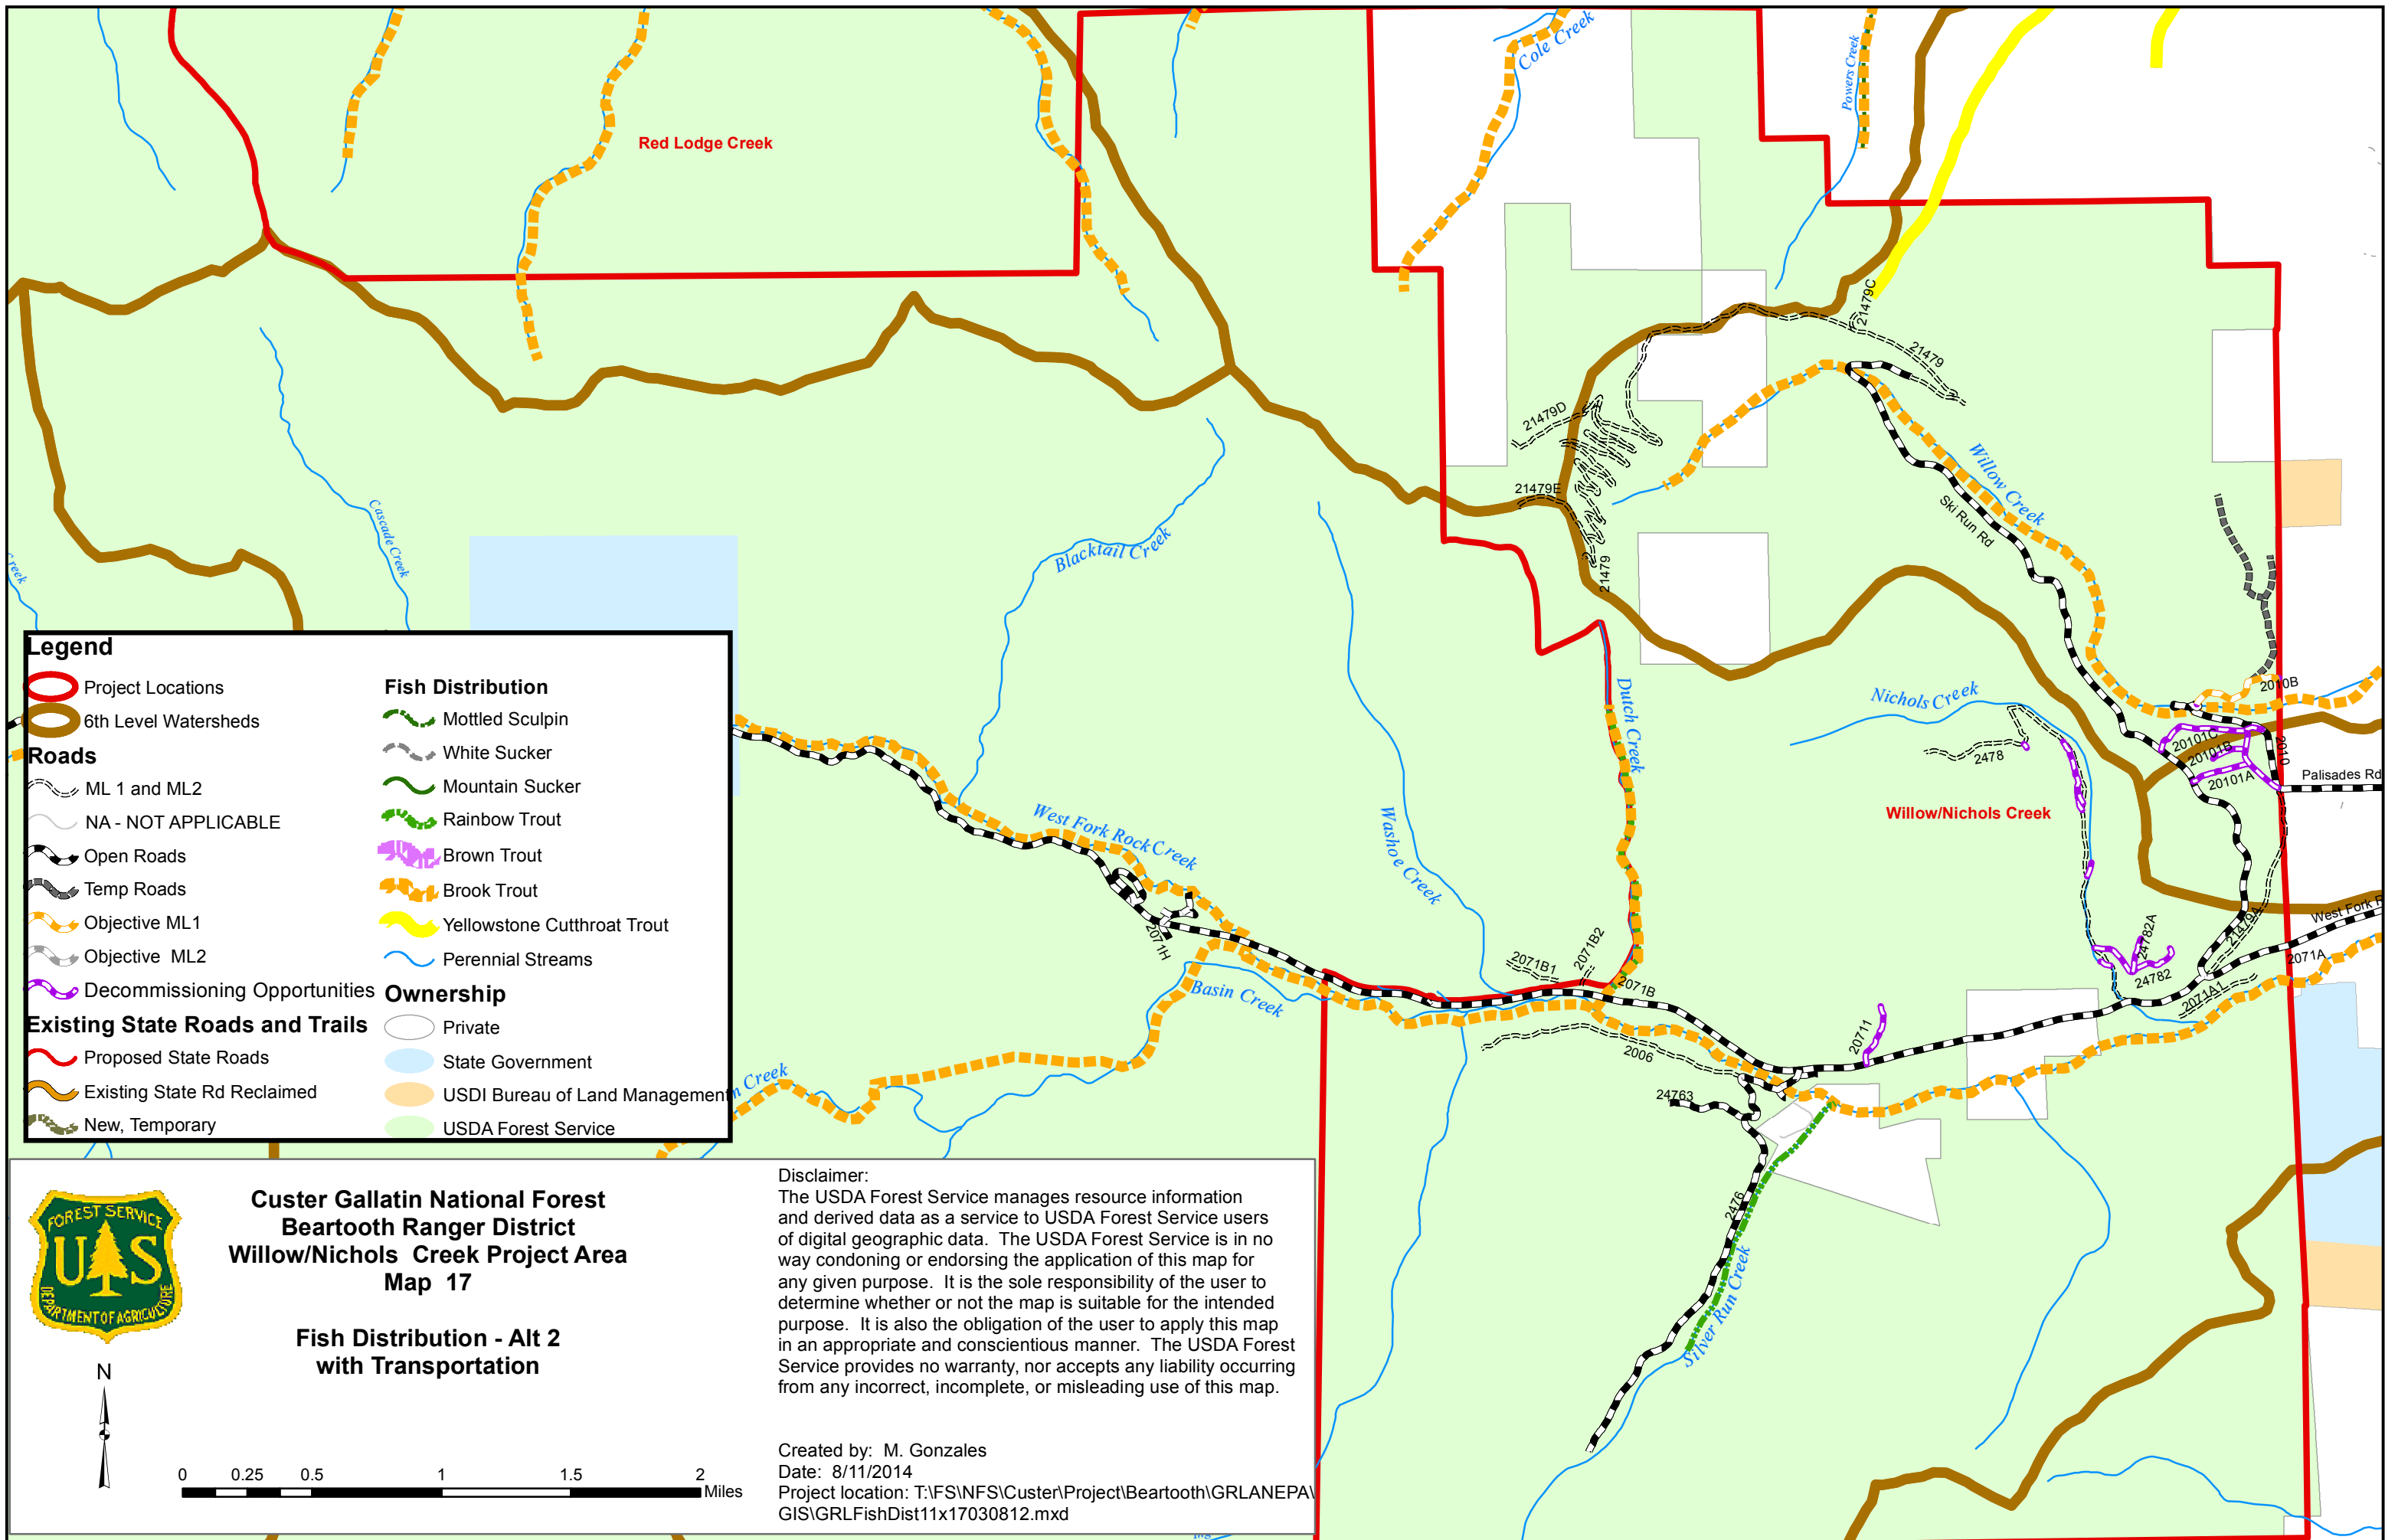 Cole Creek
Powers Creek
Red Lodge Creek
21479C
21479
21479D
21479E
21479
Willow Creek
Ski Run Rd
Cascade Creek
Creek
Blacktail Creek
Dutch Creek
Nichols Creek
2478
2010B
20101C
20101B
20101A
2010
Palisades Rd
Willow/Nichols Creek
West Fork Rock Creek
Washoe Creek
2071H
2071B1
2071B2
2071B
Basin Creek
24782A
24782
21479A
West Fork R
2071A
2071A1
20711
2006
24763
2476
Silver Run Creek
n Creek
Legend
Project Locations
6th Level Watersheds
Roads
ML 1 and ML2
NA - NOT APPLICABLE
Open Roads
Temp Roads
Objective ML1
Objective ML2
Decommissioning Opportunities
Existing State Roads and Trails
Proposed State Roads
Existing State Rd Reclaimed
New, Temporary
Fish Distribution
Mottled Sculpin
White Sucker
Mountain Sucker
Rainbow Trout
Brown Trout
Brook Trout
Yellowstone Cutthroat Trout
Perennial Streams
Ownership
Private
State Government
USDI Bureau of Land Management
USDA Forest Service
FOREST SERVICE
U S
DEPARTMENT OF AGRICULTURE
Custer Gallatin National Forest
Beartooth Ranger District
Willow/Nichols Creek Project Area
Map 17
Fish Distribution - Alt 2
with Transportation
N
0 0.25 0.5 1 1.5 2
Miles
Disclaimer:
The USDA Forest Service manages resource information
and derived data as a service to USDA Forest Service users
of digital geographic data. The USDA Forest Service is in no
way condoning or endorsing the application of this map for
any given purpose. It is the sole responsibility of the user to
determine whether or not the map is suitable for the intended
purpose. It is also the obligation of the user to apply this map
in an appropriate and conscientious manner. The USDA Forest
Service provides no warranty, nor accepts any liability occurring
from any incorrect, incomplete, or misleading use of this map.
Created by: M. Gonzales
Date: 8/11/2014
Project location: T:\FS\NFS\Custer\Project\Beartooth\GRLANEPA\
GIS\GRLFishDist11x17030812.mxd